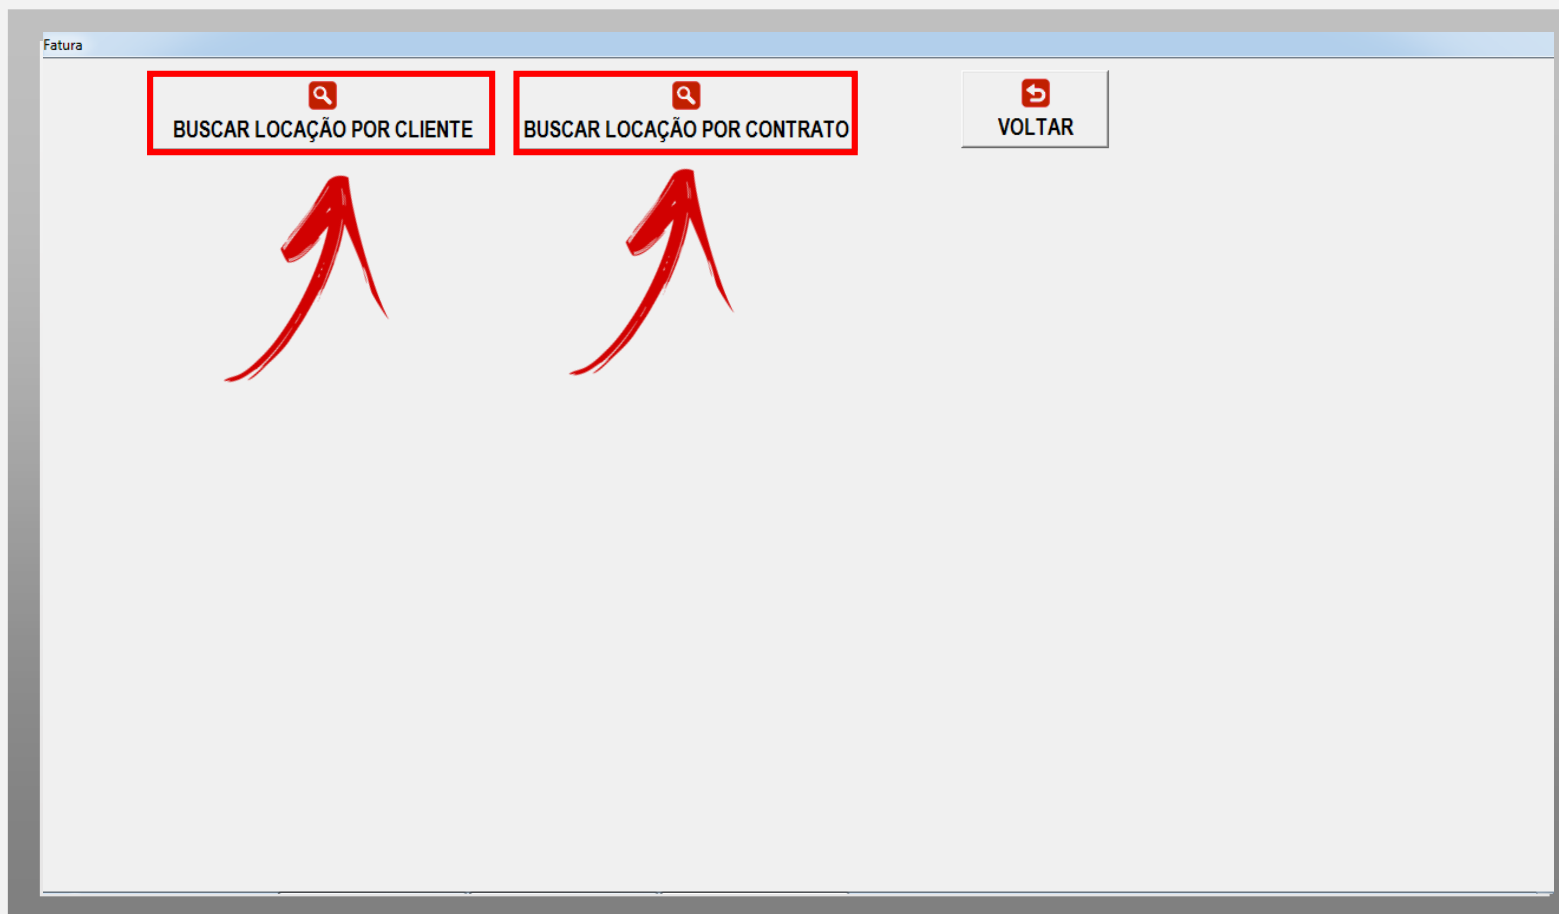 Fatura
BUSCAR LOCAÇÃO POR CLIENTE
BUSCAR LOCAÇÃO POR CONTRATO
VOLTAR